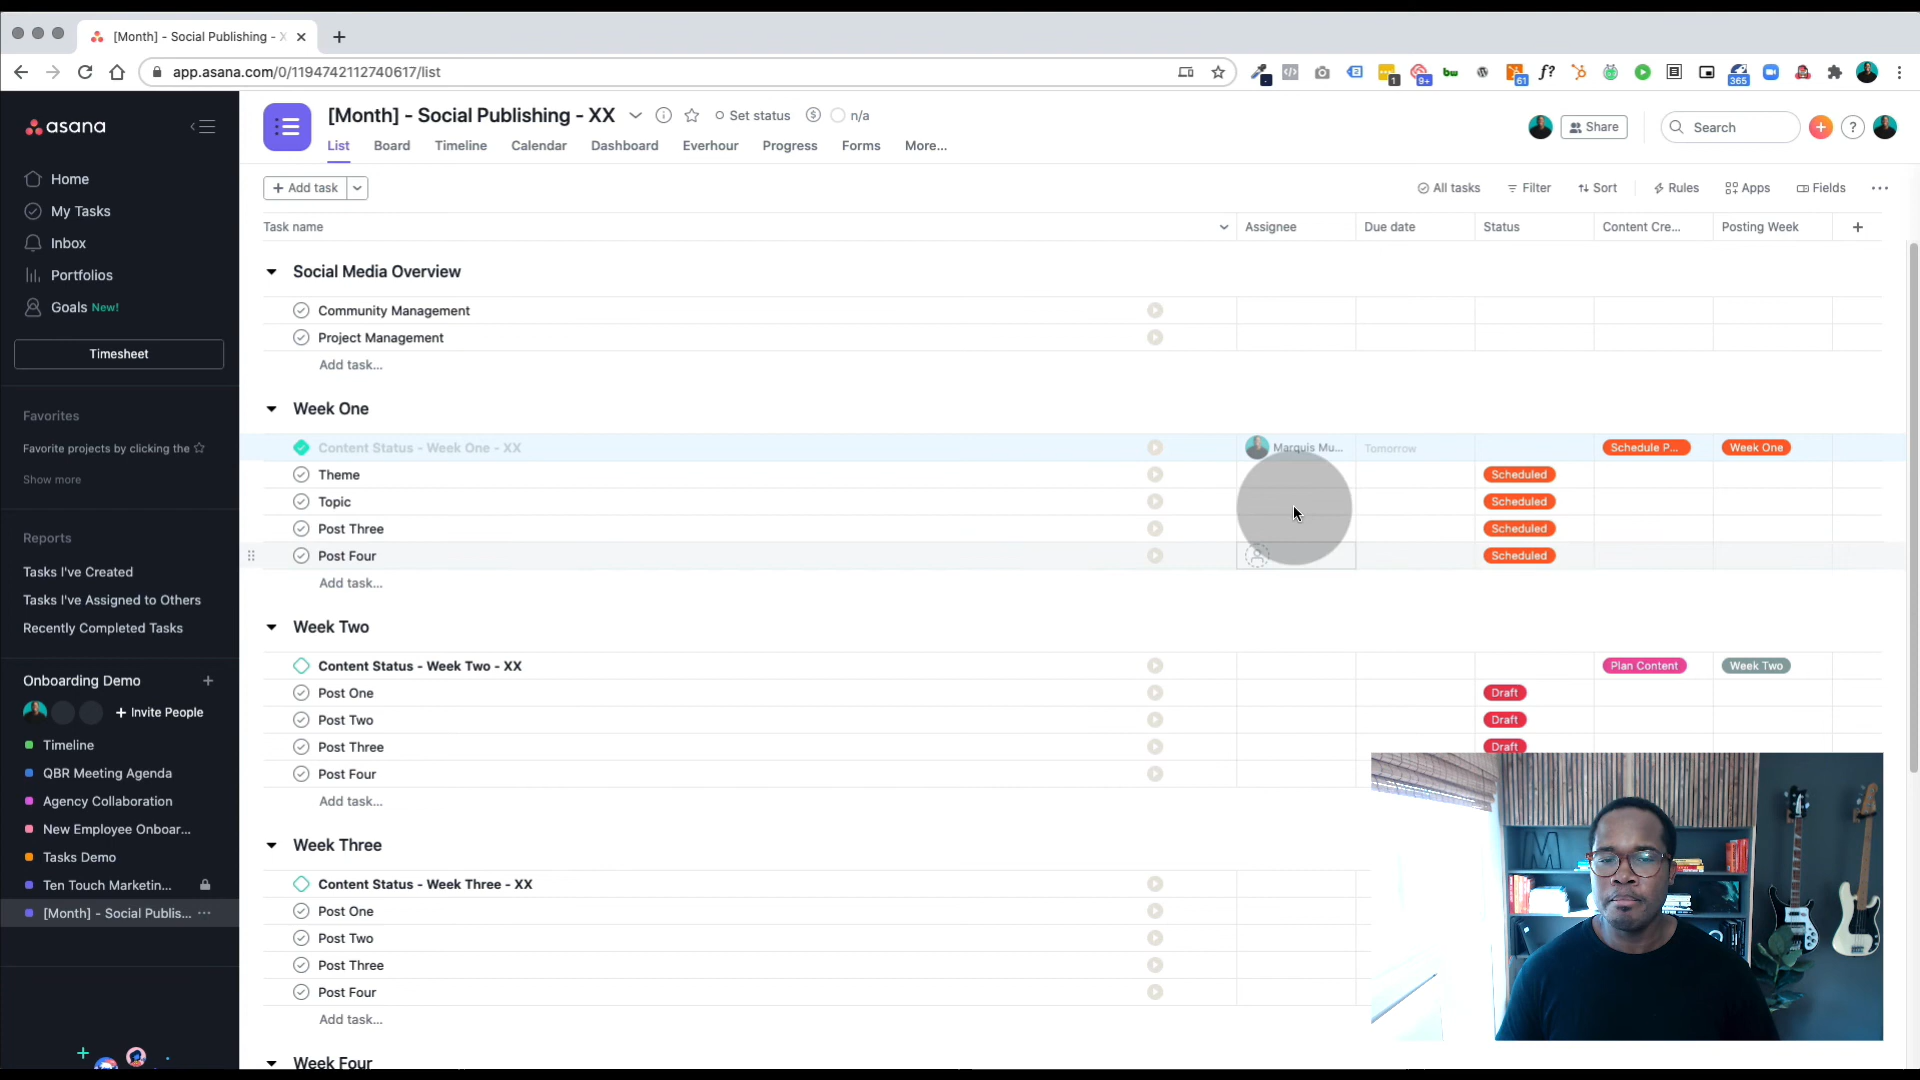 [Month] - Social Publishing - X
app.asana.com/0/1194742112740617/list
1
9+
bw
61
f?
365
asana
Home
My Tasks
Inbox
Portfolios
Goals New!
Timesheet
Favorites
Favorite projects by clicking the
Show more
Reports
Tasks I've Created
Tasks I've Assigned to Others
Recently Completed Tasks
Onboarding Demo
Invite People
Timeline
QBR Meeting Agenda
Agency Collaboration
New Employee Onboar...
Tasks Demo
Ten Touch Marketin...
[Month] - Social Publis...
[Month] - Social Publishing - XX
Set status
n/a
List Board Timeline Calendar Dashboard Everhour Progress Forms More...
Share
Search
?
+ Add task
All tasks Filter Sort Rules Apps Fields
Task name Assignee Due date Status Content Cre... Posting Week
Social Media Overview
Community Management
Project Management
Add task...
Week One
Content Status - Week One - XX Marquis Mu... Tomorrow Schedule P... Week One
Theme Scheduled
Topic Scheduled
Post Three Scheduled
Post Four Scheduled
Add task...
Week Two
Content Status - Week Two - XX Plan Content Week Two
Post One Draft
Post Two Draft
Post Three Draft
Post Four
Add task...
Week Three
Content Status - Week Three - XX
Post One
Post Two
Post Three
Post Four
Add task...
Week Four